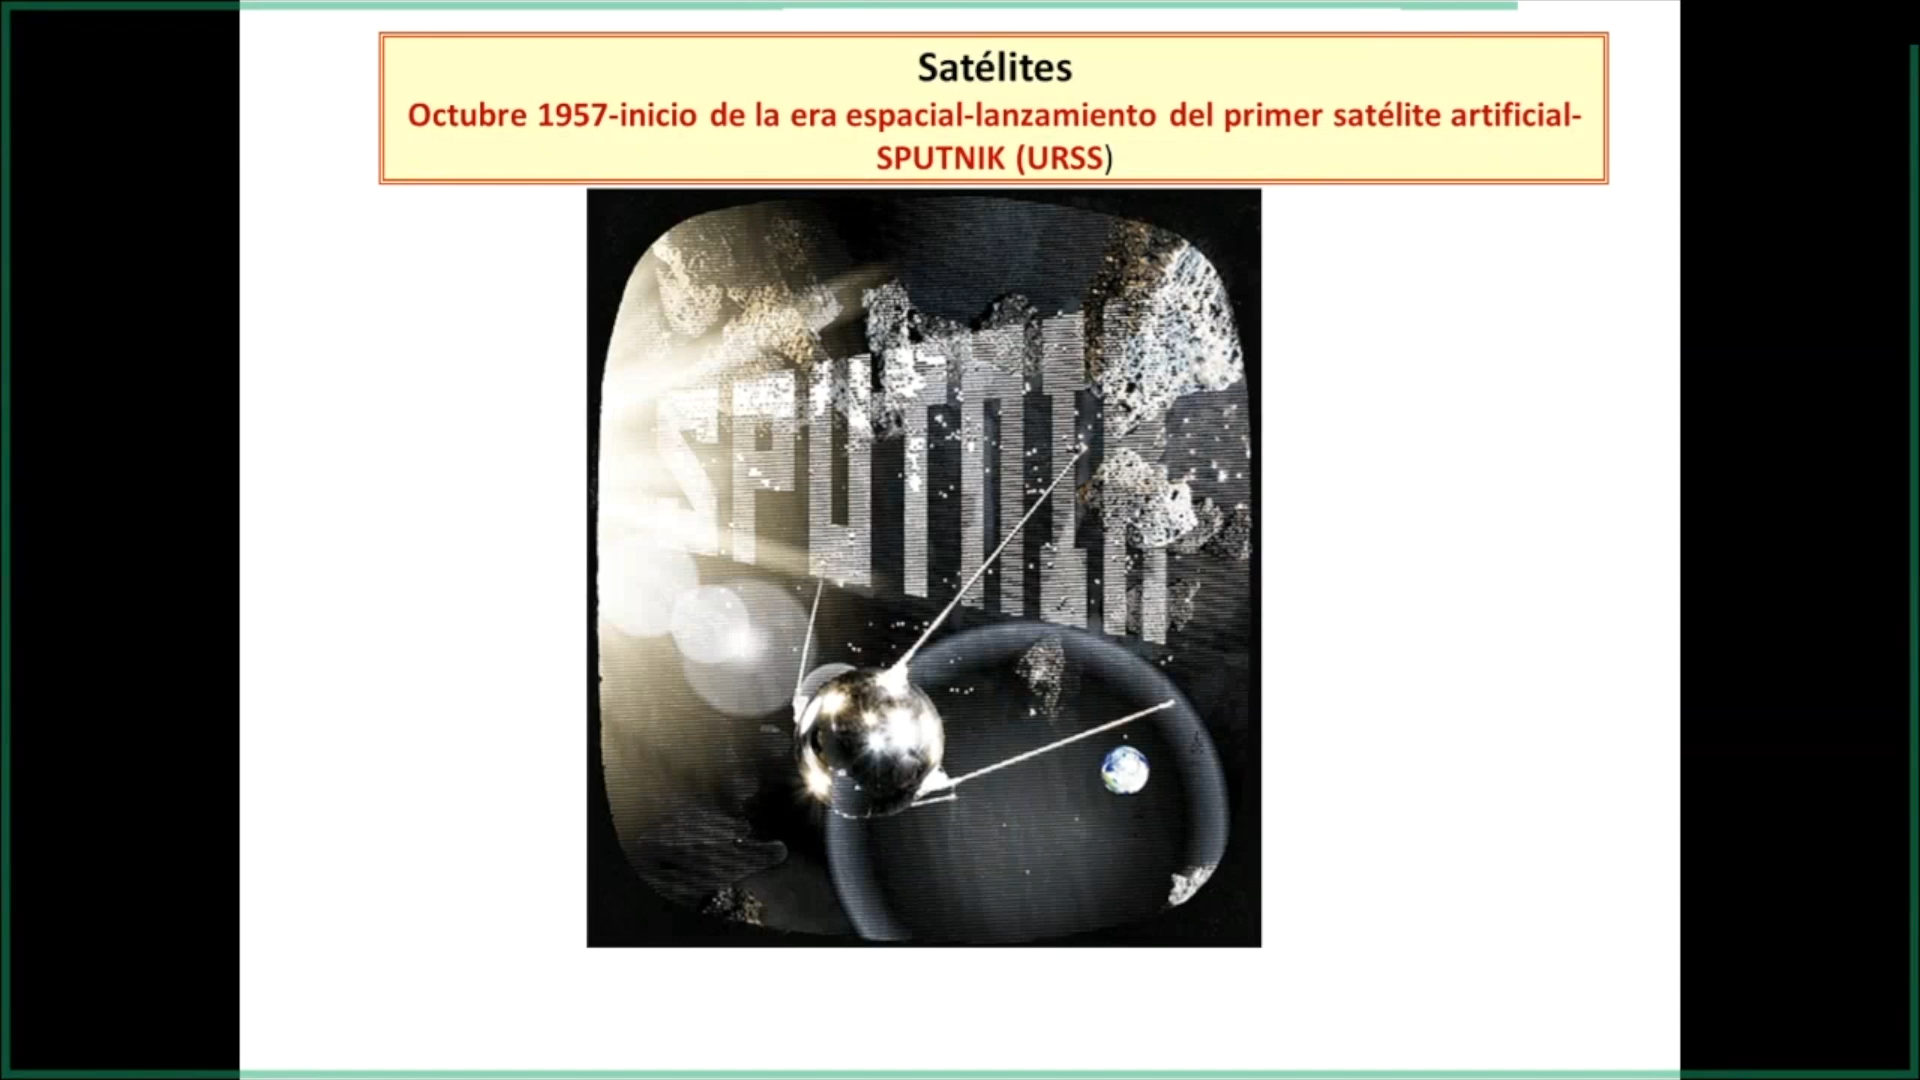 Satélites
Octubre 1957-inicio de la era espacial-lanzamiento del primer satélite artificial-
SPUTNIK (URSS)
SPUTNIK